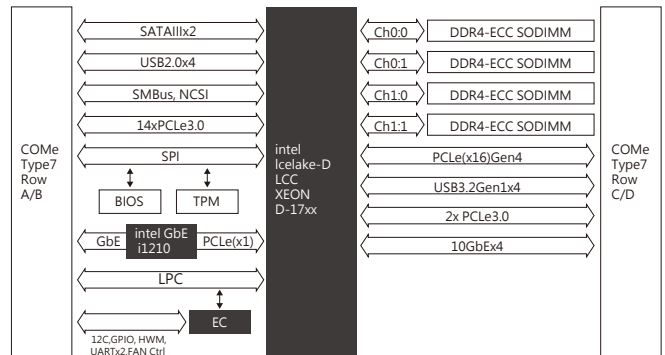 COMe
Type7
Row
A/B
SATAIIIx2
USB2.0x4
SMBus, NCSI
14xPCLe3.0
SPI
BIOS
TPM
GbE
intel GbE
i1210
PCLe(x1)
LPC
EC
12C,GPIO, HWM,
UARTx2,FAN Ctrl
intel
Icelake-D
LCC
XEON
D-17xx
Ch0:0
DDR4-ECC SODIMM
Ch0:1
DDR4-ECC SODIMM
Ch1:0
DDR4-ECC SODIMM
Ch1:1
DDR4-ECC SODIMM
PCLe(x16)Gen4
USB3.2Gen1x4
2x PCLe3.0
10GbEx4
COMe
Type7
Row
C/D